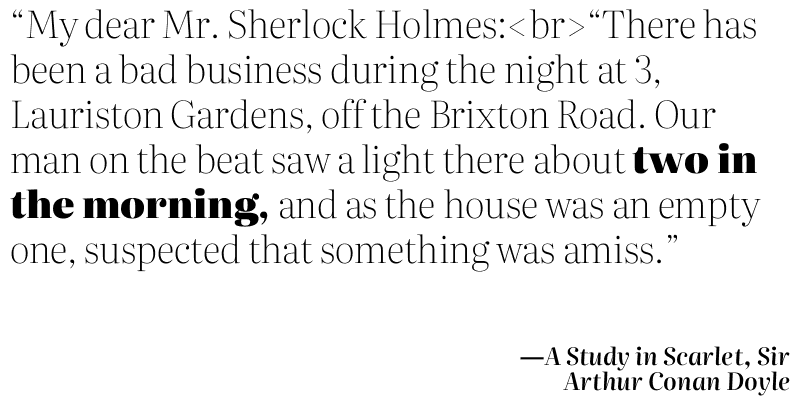 “My dear Mr. Sherlock Holmes:<br>“There has
been a bad business during the night at 3,
Lauriston Gardens, off the Brixton Road. Our
man on the beat saw a light there about two in
the morning, and as the house was an empty
one, suspected that something was amiss.”
—A Study in Scarlet, Sir
Arthur Conan Doyle